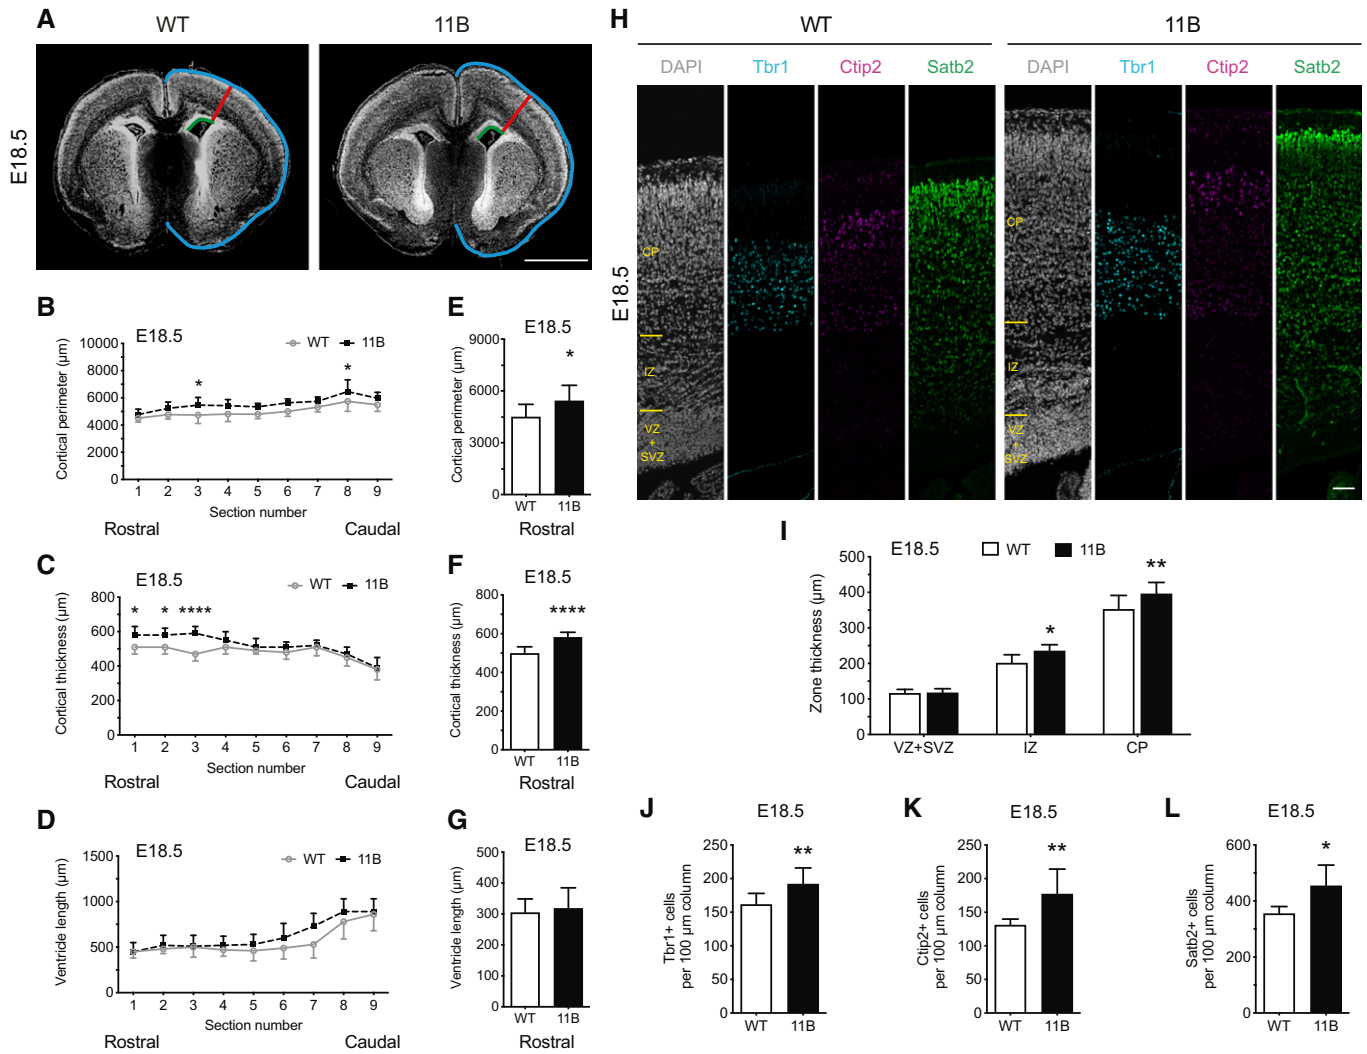 A
WT
11B
E18.5
B
E18.5
WT
11B
Cortical perimeter (μm)
10000
8000
6000
4000
2000
0
*
*
1 2 3 4 5 6 7 8 9
Section number
Rostral
Caudal
E
E18.5
Cortical perimeter (μm)
9000
6000
3000
0
*
WT 11B
Rostral
C
E18.5
WT
11B
Cortical thickness (μm)
800
600
400
200
0
* * ****
1 2 3 4 5 6 7 8 9
Section number
Rostral
Caudal
F
E18.5
Cortical thickness (μm)
800
600
400
200
0
****
WT 11B
Rostral
D
E18.5
WT
11B
Ventricle length (μm)
1500
1000
500
0
1 2 3 4 5 6 7 8 9
Section number
Rostral
Caudal
G
E18.5
Ventricle length (μm)
500
400
300
200
100
0
WT 11B
Rostral
H
WT
11B
DAPI Tbr1 Ctip2 Satb2
DAPI Tbr1 Ctip2 Satb2
E18.5
CP
IZ
VZ
+
SVZ
CP
IZ
VZ
+
SVZ
I
E18.5
WT
11B
Zone thickness (μm)
500
400
300
200
100
0
*
**
VZ+SVZ IZ CP
J
E18.5
Tbr1+ cells
per 100 μm column
250
200
150
100
50
0
**
WT 11B
K
E18.5
Ctip2+ cells
per 100 μm column
250
200
150
100
50
0
**
WT 11B
L
E18.5
Satb2+ cells
per 100 μm column
600
400
200
0
*
WT 11B